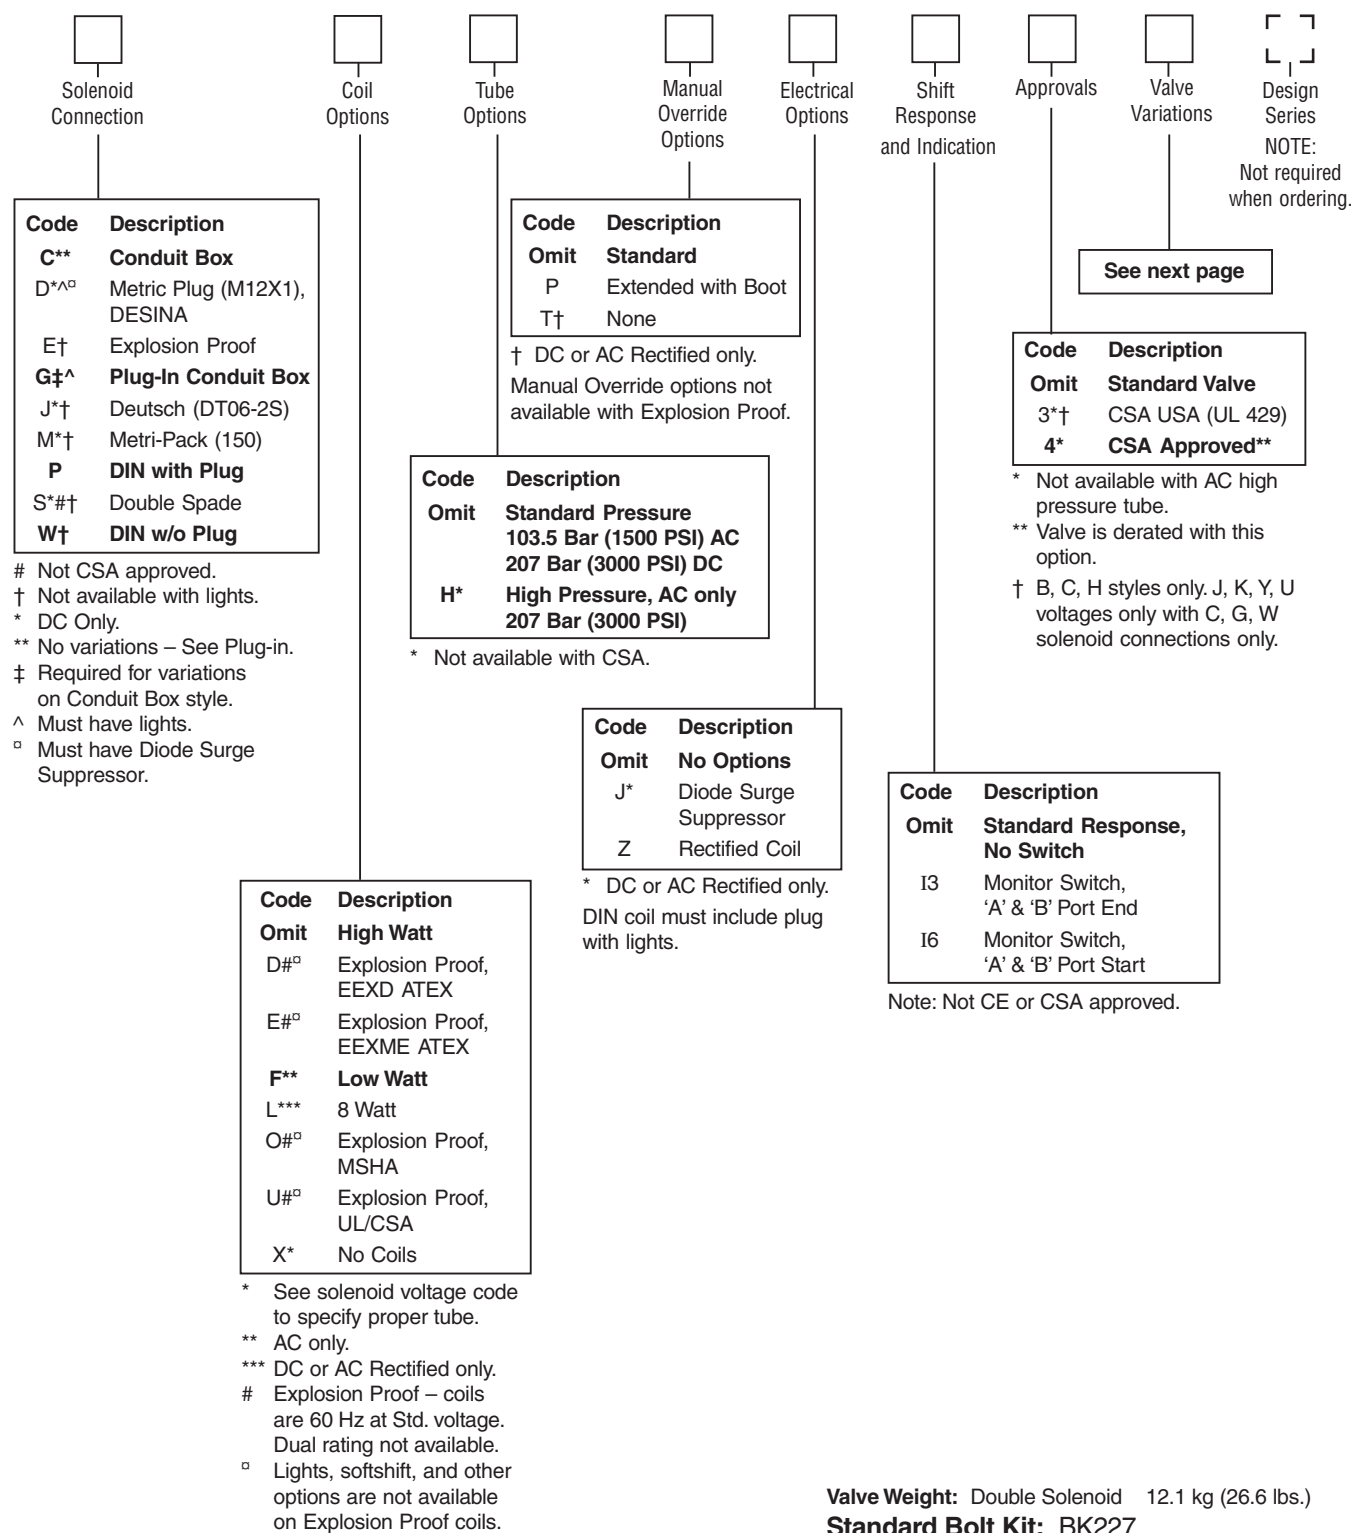 Solenoid
Connection
Coil
Options
Tube
Options
Manual
Override
Options
Electrical
Options
Shift
Response
and Indication
Approvals
Valve
Variations
Design
Series
NOTE:
Not required
when ordering.
Code Description
C** Conduit Box
D*^¤ Metric Plug (M12X1),
DESINA
E† Explosion Proof
G‡^ Plug-In Conduit Box
J*† Deutsch (DT06-2S)
M*† Metri-Pack (150)
P DIN with Plug
S*#† Double Spade
W† DIN w/o Plug
# Not CSA approved.
† Not available with lights.
* DC Only.
** No variations – See Plug-in.
‡ Required for variations
on Conduit Box style.
^ Must have lights.
¤ Must have Diode Surge
Suppressor.
Code Description
Omit High Watt
D#¤ Explosion Proof,
EEXD ATEX
E#¤ Explosion Proof,
EEXME ATEX
F** Low Watt
L*** 8 Watt
O#¤ Explosion Proof,
MSHA
U#¤ Explosion Proof,
UL/CSA
X* No Coils
* See solenoid voltage code
to specify proper tube.
** AC only.
*** DC or AC Rectified only.
# Explosion Proof – coils
are 60 Hz at Std. voltage.
Dual rating not available.
¤ Lights, softshift, and other
options are not available
on Explosion Proof coils.
Code Description
Omit Standard Pressure
103.5 Bar (1500 PSI) AC
207 Bar (3000 PSI) DC
H* High Pressure, AC only
207 Bar (3000 PSI)
* Not available with CSA.
Code Description
Omit Standard
P Extended with Boot
T† None
† DC or AC Rectified only.
Manual Override options not
available with Explosion Proof.
Code Description
Omit No Options
J* Diode Surge
Suppressor
Z Rectified Coil
* DC or AC Rectified only.
DIN coil must include plug
with lights.
Code Description
Omit Standard Response,
No Switch
I3 Monitor Switch,
‘A’ & ‘B’ Port End
I6 Monitor Switch,
‘A’ & ‘B’ Port Start
Note: Not CE or CSA approved.
Code Description
Omit Standard Valve
3*† CSA USA (UL 429)
4* CSA Approved**
* Not available with AC high
pressure tube.
** Valve is derated with this
option.
† B, C, H styles only. J, K, Y, U
voltages only with C, G, W
solenoid connections only.
See next page
Valve Weight: Double Solenoid 12.1 kg (26.6 lbs.)
Standard Bolt Kit: BK227